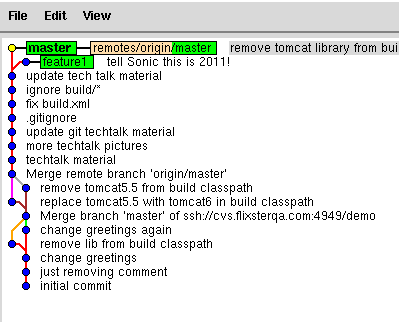 File Edit View
master remotes/origin/master remove tomcat library from bui
feature1 tell Sonic this is 2011!
update tech talk material
ignore build/*
fix build.xml
.gitignore
update git techtalk material
more techtalk pictures
techtalk material
Merge remote branch 'origin/master'
remove tomcat5.5 from build classpath
replace tomcat5.5 with tomcat6 in build classpath
Merge branch 'master' of ssh://cvs.flixsterqa.com:4949/demo
change greetings again
remove lib from build classpath
change greetings
just removing comment
initial commit